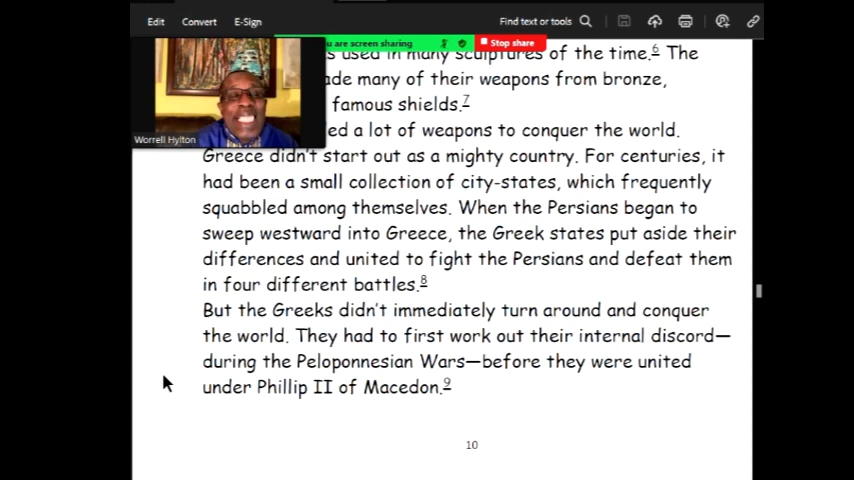 Edit Convert E-Sign Find text or tools
u are screen sharing Stop share
s used in many sculptures of the time.6 The
ade many of their weapons from bronze,
famous shields.7
Worrell Hylton
ed a lot of weapons to conquer the world.
Greece didn't start out as a mighty country. For centuries, it
had been a small collection of city-states, which frequently
squabbled among themselves. When the Persians began to
sweep westward into Greece, the Greek states put aside their
differences and united to fight the Persians and defeat them
in four different battles.8
But the Greeks didn't immediately turn around and conquer
the world. They had to first work out their internal discord—
during the Peloponnesian Wars—before they were united
under Phillip II of Macedon.9
10